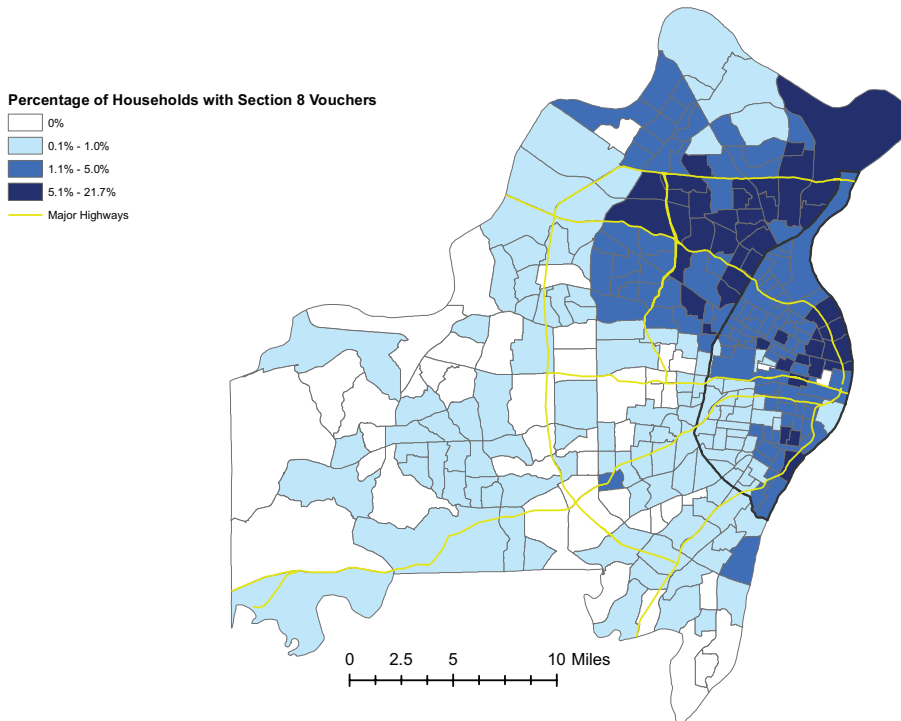 Percentage of Households with Section 8 Vouchers
0%
0.1% - 1.0%
1.1% - 5.0%
5.1% - 21.7%
Major Highways
0 2.5 5 10 Miles